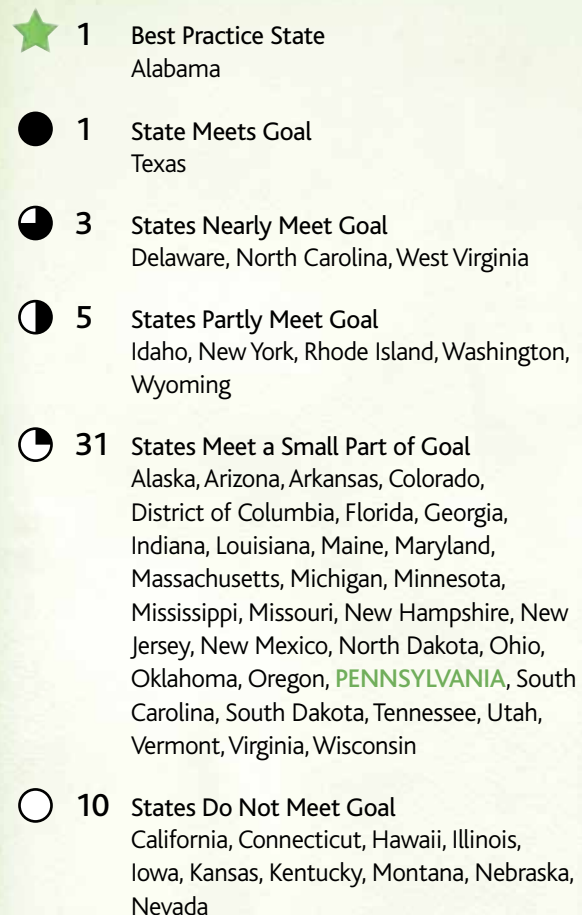 1 Best Practice State
Alabama
1 State Meets Goal
Texas
3 States Nearly Meet Goal
Delaware, North Carolina, West Virginia
5 States Partly Meet Goal
Idaho, New York, Rhode Island, Washington,
Wyoming
31 States Meet a Small Part of Goal
Alaska, Arizona, Arkansas, Colorado,
District of Columbia, Florida, Georgia,
Indiana, Louisiana, Maine, Maryland,
Massachusetts, Michigan, Minnesota,
Mississippi, Missouri, New Hampshire, New
Jersey, New Mexico, North Dakota, Ohio,
Oklahoma, Oregon, PENNSYLVANIA, South
Carolina, South Dakota, Tennessee, Utah,
Vermont, Virginia, Wisconsin
10 States Do Not Meet Goal
California, Connecticut, Hawaii, Illinois,
Iowa, Kansas, Kentucky, Montana, Nebraska,
Nevada